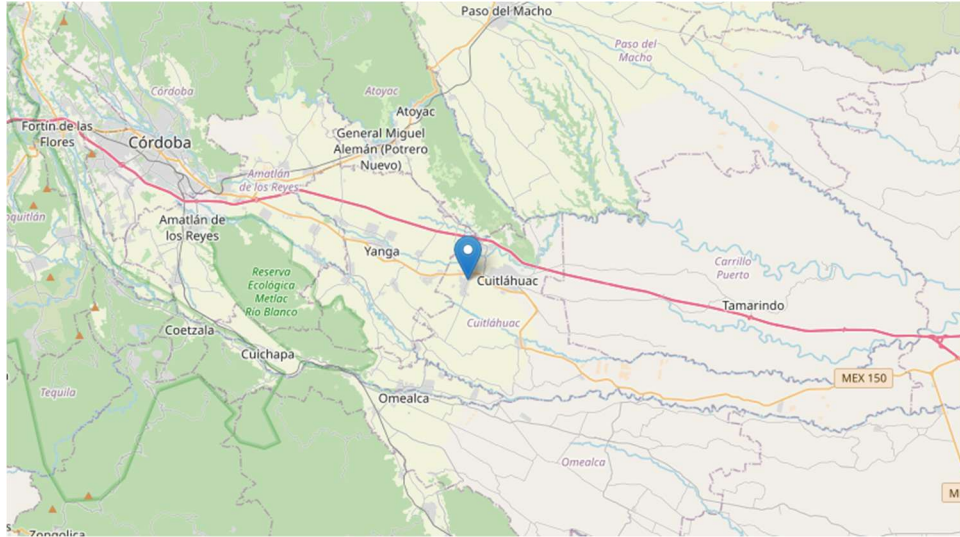 Paso del Macho
Paso del
Macho
Córdoba
Atoyac
Atoyac
Fortín de las
Flores
Córdoba
General Miguel
Alemán (Potrero
Nuevo)
Amatlán
de los Reyes
Amatlán de
los Reyes
Yanga
Cuitláhuac
Carrillo
Puerto
Reserva
Ecológica
Metlac
Río Blanco
Tamarindo
Cuitláhuac
Coetzala
Cuichapa
MEX 150
Tequila
Omealca
Omealca
Zongolica